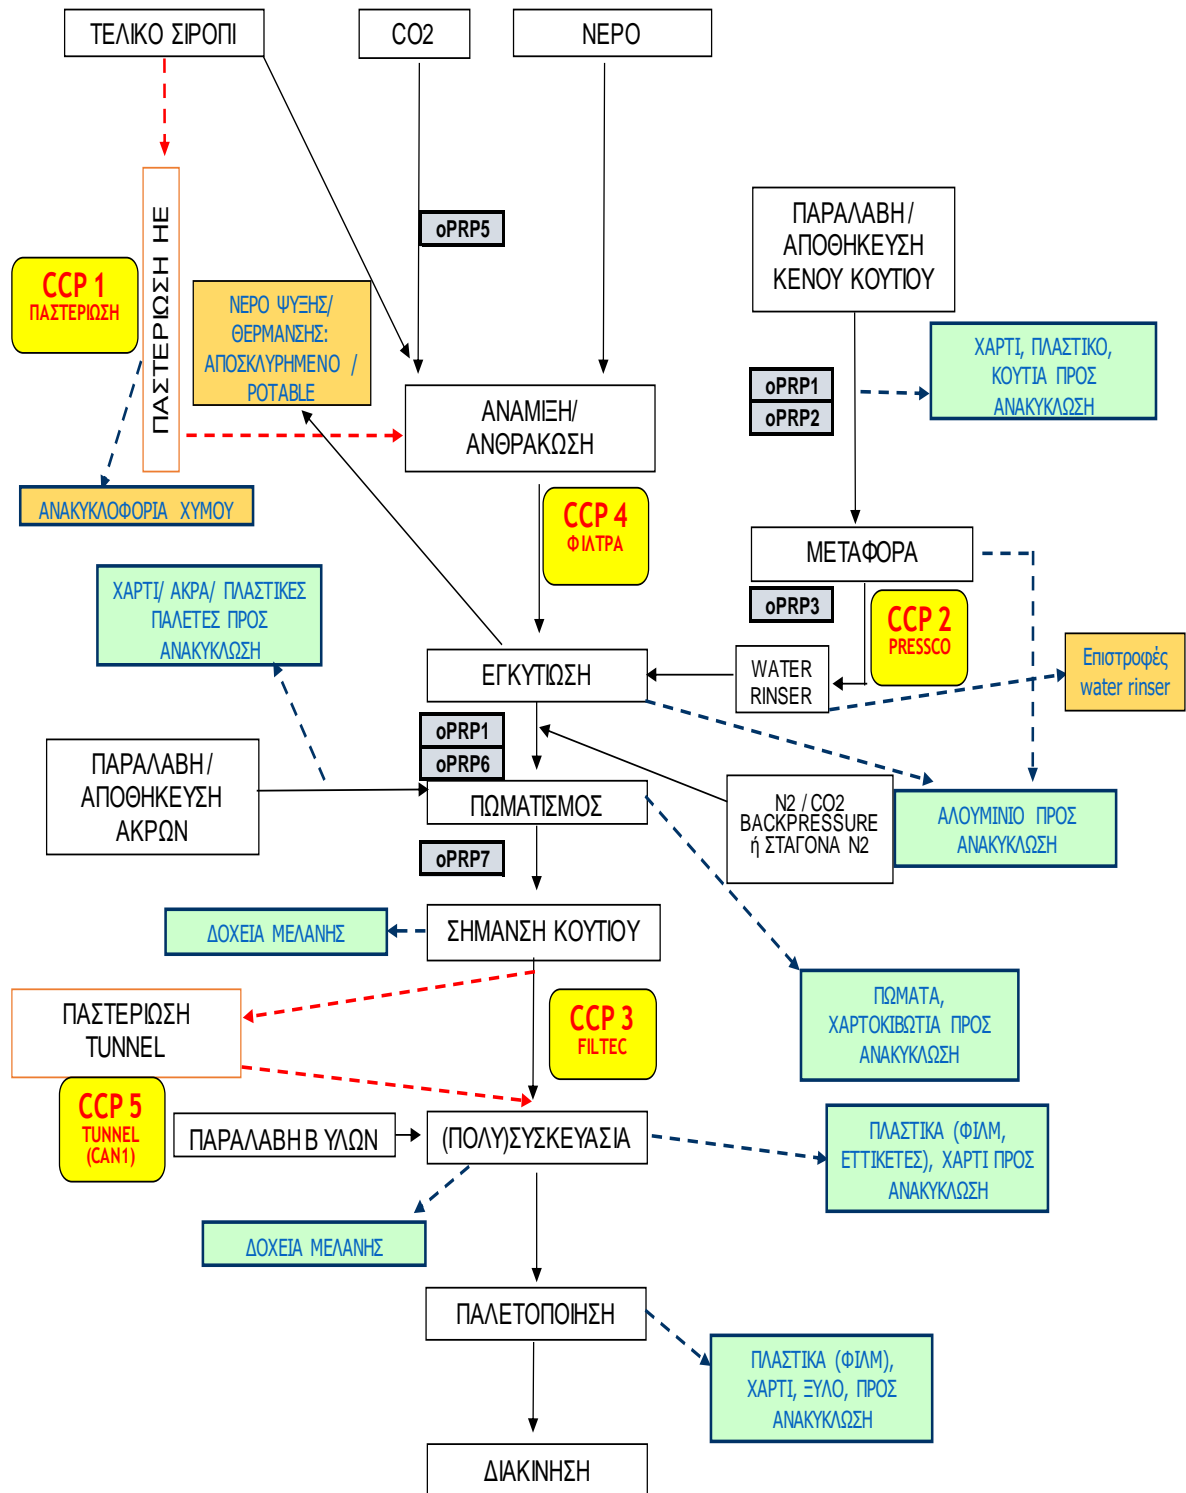 ΤΕΛΙΚΟ ΣΙΡΟΠΙ
CO2
ΝΕΡΟ
oPRP5
ΠΑΣΤΕΡΙΩΣΗ ΗΕ
CCP 1
ΠΑΣΤΕΡΙΩΣΗ
ΝΕΡΟ ΨΥΞΗΣ/
ΘΕΡΜΑΝΣΗΣ:
ΑΠΟΣΚΛΥΡΗΜΕΝΟ /
POTABLE
ΠΑΡΑΛΑΒΗ /
ΑΠΟΘΗΚΕΥΣΗ
ΚΕΝΟΥ ΚΟΥΤΙΟΥ
ΧΑΡΤΙ, ΠΛΑΣΤΙΚΟ,
ΚΟΥΤΙΑ ΠΡΟΣ
ΑΝΑΚΥΚΛΩΣΗ
oPRP1
oPRP2
ΑΝΑΜΙΞΗ/
ΑΝΘΡΑΚΩΣΗ
ΑΝΑΚΥΚΛΟΦΟΡΙΑ ΧΥΜΟΥ
CCP 4
ΦΙΛΤΡΑ
ΜΕΤΑΦΟΡΑ
oPRP3
CCP 2
PRESSCO
ΧΑΡΤΙ/ ΑΚΡΑ/ ΠΛΑΣΤΙΚΕΣ
ΠΑΛΕΤΕΣ ΠΡΟΣ
ΑΝΑΚΥΚΛΩΣΗ
ΕΓΚΥΤΙΩΣΗ
WATER
RINSER
Επιστροφές
water rinser
oPRP1
oPRP6
ΠΑΡΑΛΑΒΗ /
ΑΠΟΘΗΚΕΥΣΗ
ΑΚΡΩΝ
ΠΩΜΑΤΙΣΜΟΣ
N2 / CO2
BACKPRESSURE
ή ΣΤΑΓΟΝΑ N2
ΑΛΟΥΜΙΝΙΟ ΠΡΟΣ
ΑΝΑΚΥΚΛΩΣΗ
oPRP7
ΔΟΧΕΙΑ ΜΕΛΑΝΗΣ
ΣΗΜΑΝΣΗ ΚΟΥΤΙΟΥ
ΠΑΣΤΕΡΙΩΣΗ
TUNNEL
CCP 3
FILTEC
ΠΩΜΑΤΑ,
ΧΑΡΤΟΚΙΒΩΤΙΑ ΠΡΟΣ
ΑΝΑΚΥΚΛΩΣΗ
CCP 5
TUNNEL
(CAN1)
ΠΑΡΑΛΑΒΗ Β ΥΛΩΝ
(ΠΟΛΥ)ΣΥΣΚΕΥΑΣΙΑ
ΠΛΑΣΤΙΚΑ (ΦΙΛΜ,
ΕΤΤΙΚΕΤΕΣ), ΧΑΡΤΙ ΠΡΟΣ
ΑΝΑΚΥΚΛΩΣΗ
ΔΟΧΕΙΑ ΜΕΛΑΝΗΣ
ΠΑΛΕΤΟΠΟΙΗΣΗ
ΠΛΑΣΤΙΚΑ (ΦΙΛΜ),
ΧΑΡΤΙ, ΞΥΛΟ, ΠΡΟΣ
ΑΝΑΚΥΚΛΩΣΗ
ΔΙΑΚΙΝΗΣΗ